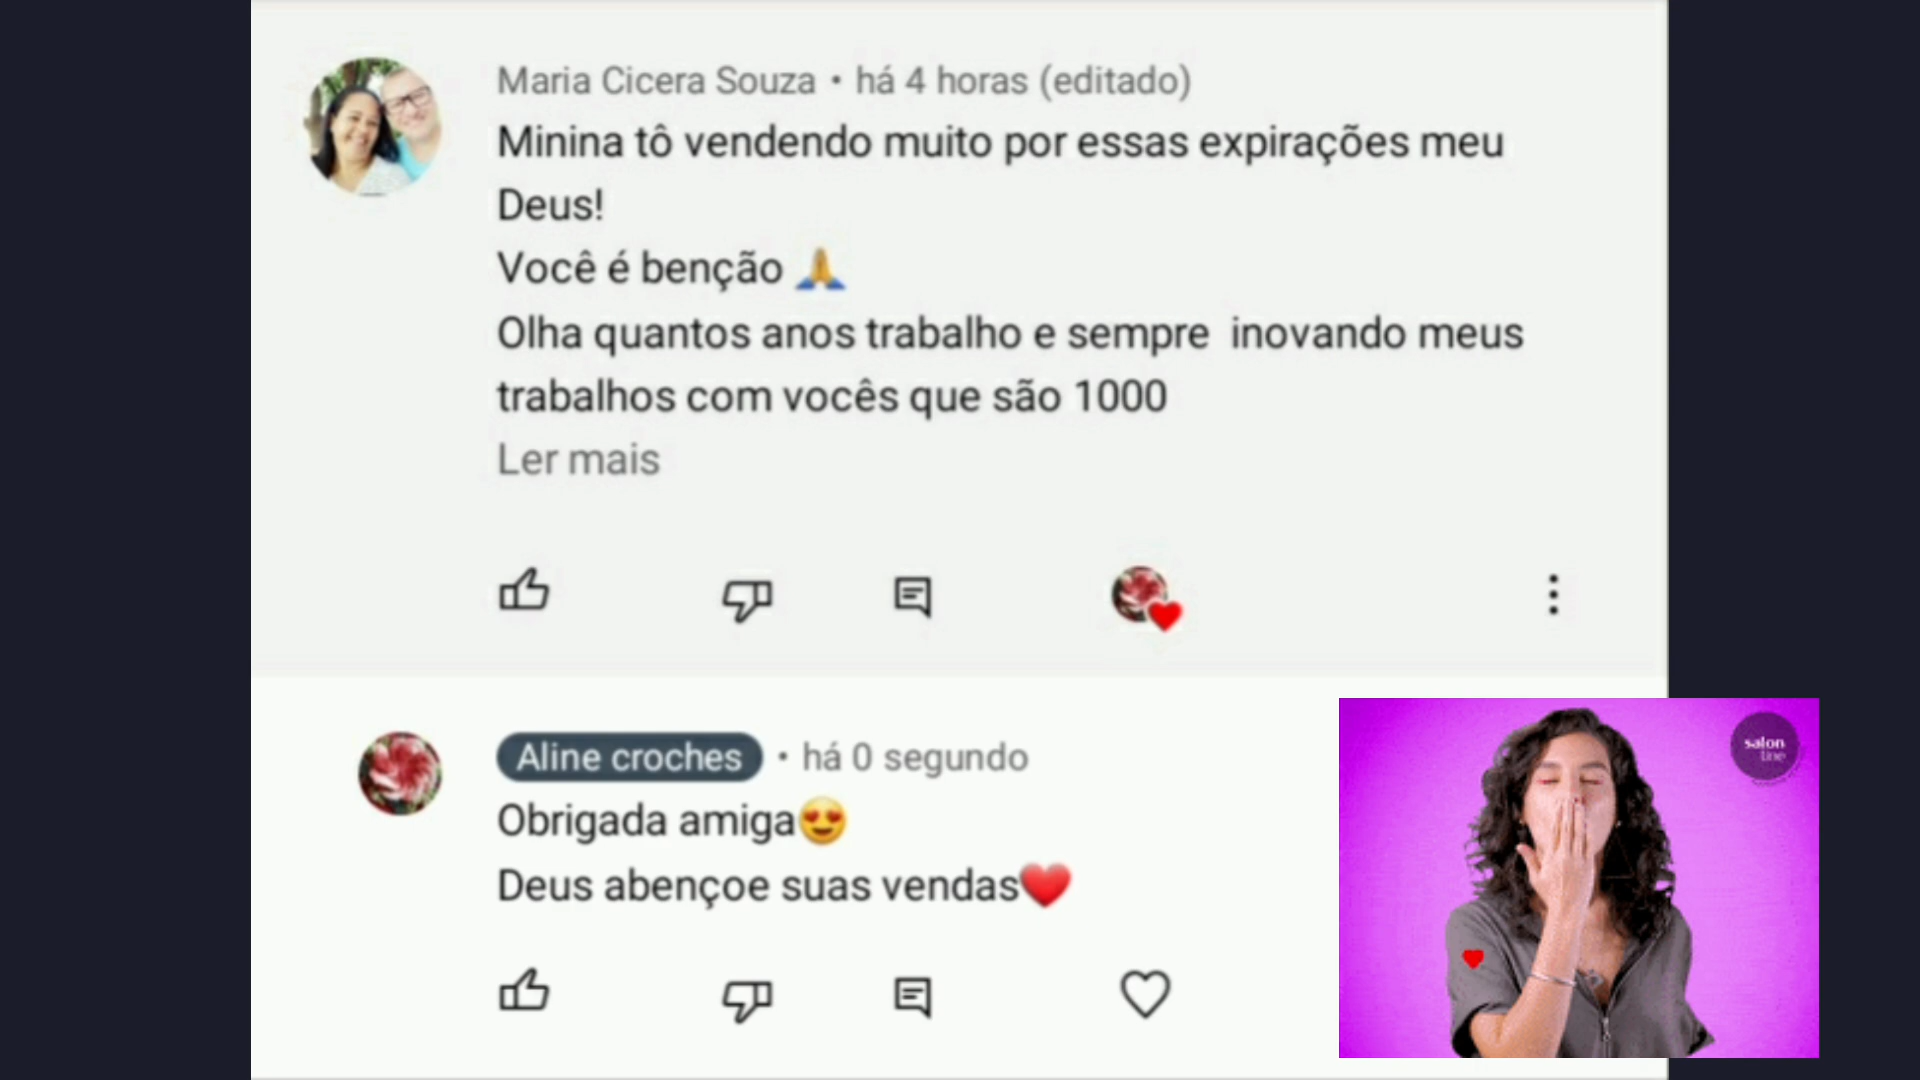 Maria Cicera Souza • há 4 horas (editado)
Minina tô vendendo muito por essas expirações meu
Deus!
Você é benção 🙏
Olha quantos anos trabalho e sempre  inovando meus
trabalhos com vocês que são 1000
Ler mais
Aline croches • há 0 segundo
Obrigada amiga😍
Deus abençoe suas vendas❤️
salon
line